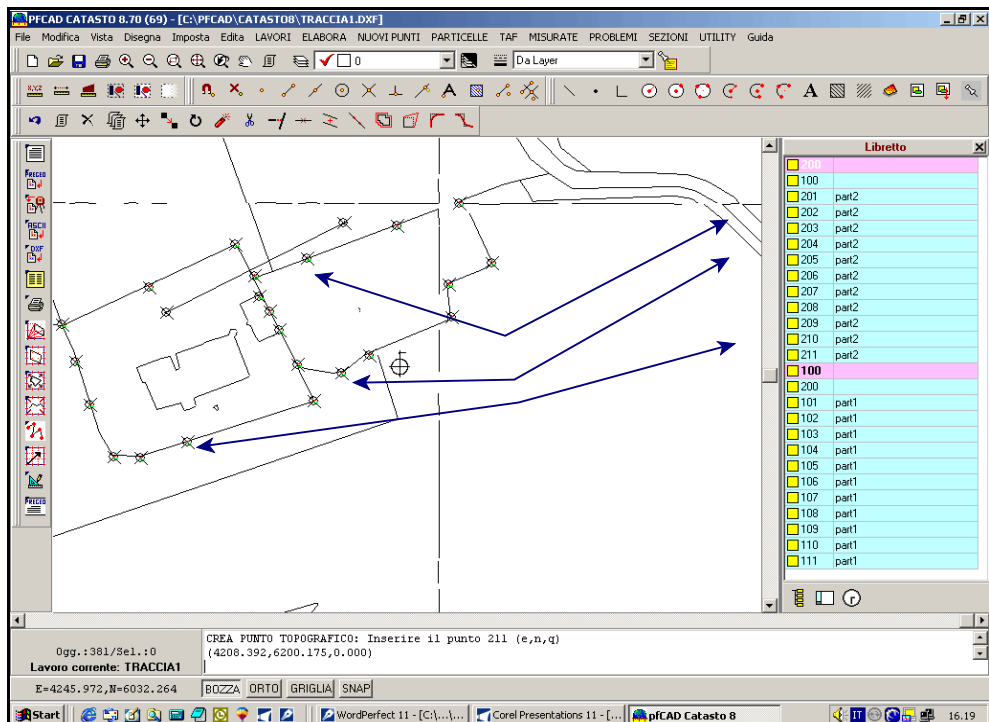 PFCAD CATASTO 8.70 (69) - [C:\PFCAD\CATASTO8\TRACCIA1.DXF]
File Modifica Vista Disegna Imposta Edita LAVORI ELABORA NUOVI PUNTI PARTICELLE TAF MISURATE PROBLEMI SEZIONI UTILITY Guida
0
Da Layer
X,Y,Z
A A
PREGEO
ASCII
DXF
PREGEO
Libretto
200
100
201 part2
202 part2
203 part2
204 part2
205 part2
206 part2
207 part2
208 part2
209 part2
210 part2
211 part2
100
200
101 part1
102 part1
103 part1
104 part1
105 part1
106 part1
107 part1
108 part1
109 part1
110 part1
111 part1
Ogg.:381/Sel.:0
Lavoro corrente: TRACCIA1
CREA PUNTO TOPOGRAFICO: Inserire il punto 211 (e,n,q)
(4208.392,6200.175,0.000)
E=4245.972,N=6032.264 BOZZA ORTO GRIGLIA SNAP
Start WordPerfect 11 - [C:\...\... Corel Presentations 11 - [... pfCAD Catasto 8 IT 16.19